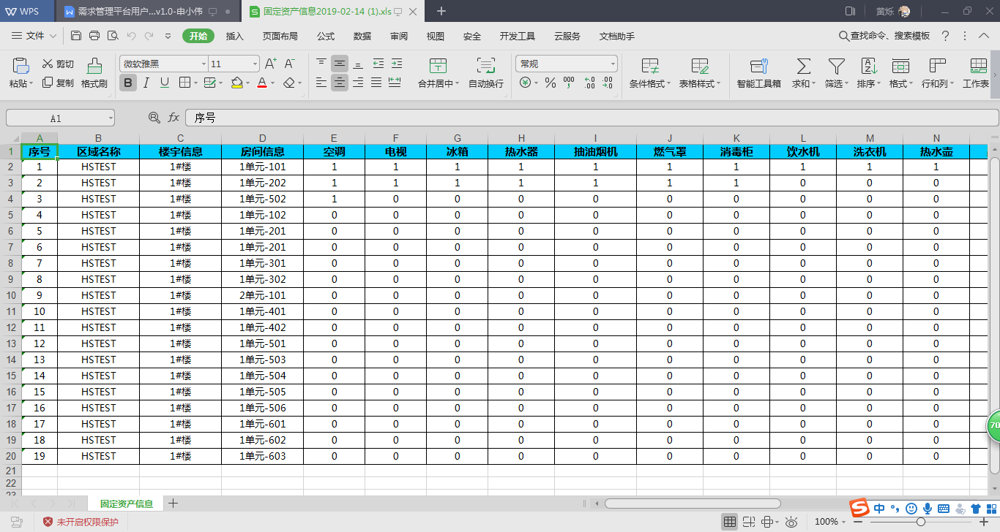 WPS 需求管理平台用户...v1.0-申小伟 固定资产信息2019-02-14 (1).xls 黄烁
文件 开始 插入 页面布局 公式 数据 审阅 视图 安全 开发工具 云服务 文档助手 查找命令、搜索模板
剪切 微软雅黑 11 常规
粘贴 复制 格式刷 合并居中 自动换行 条件格式 表格样式 智能工具箱 求和 筛选 排序 格式 行和列 工作表
A1 fx 序号
A B C D E F G H I J K L M N
1 序号 区域名称 楼宇信息 房间信息 空调 电视 冰箱 热水器 抽油烟机 燃气罩 消毒柜 饮水机 洗衣机 热水壶
2 1 HSTEST 1#楼 1单元-101 1 1 1 1 1 1 1 1 1 1
3 2 HSTEST 1#楼 1单元-202 1 1 1 1 1 1 1 0 0 0
4 3 HSTEST 1#楼 1单元-502 1 0 0 0 0 0 0 0 0 0
5 4 HSTEST 1#楼 1单元-102 0 0 0 0 0 0 0 0 0 0
6 5 HSTEST 1#楼 1单元-201 0 0 0 0 0 0 0 0 0 0
7 6 HSTEST 1#楼 1单元-201 0 0 0 0 0 0 0 0 0 0
8 7 HSTEST 1#楼 1单元-301 0 0 0 0 0 0 0 0 0 0
9 8 HSTEST 1#楼 1单元-302 0 0 0 0 0 0 0 0 0 0
10 9 HSTEST 1#楼 2单元-101 0 0 0 0 0 0 0 0 0 0
11 10 HSTEST 1#楼 1单元-401 0 0 0 0 0 0 0 0 0 0
12 11 HSTEST 1#楼 1单元-402 0 0 0 0 0 0 0 0 0 0
13 12 HSTEST 1#楼 1单元-501 0 0 0 0 0 0 0 0 0 0
14 13 HSTEST 1#楼 1单元-503 0 0 0 0 0 0 0 0 0 0
15 14 HSTEST 1#楼 1单元-504 0 0 0 0 0 0 0 0 0 0
16 15 HSTEST 1#楼 1单元-505 0 0 0 0 0 0 0 0 0 0
17 16 HSTEST 1#楼 1单元-506 0 0 0 0 0 0 0 0 0 0
18 17 HSTEST 1#楼 1单元-601 0 0 0 0 0 0 0 0 0 0
19 18 HSTEST 1#楼 1单元-602 0 0 0 0 0 0 0 0 0 0
20 19 HSTEST 1#楼 1单元-603 0 0 0 0 0 0 0 0 0 0
21
22
23
70
固定资产信息
中
未开启权限保护 100%